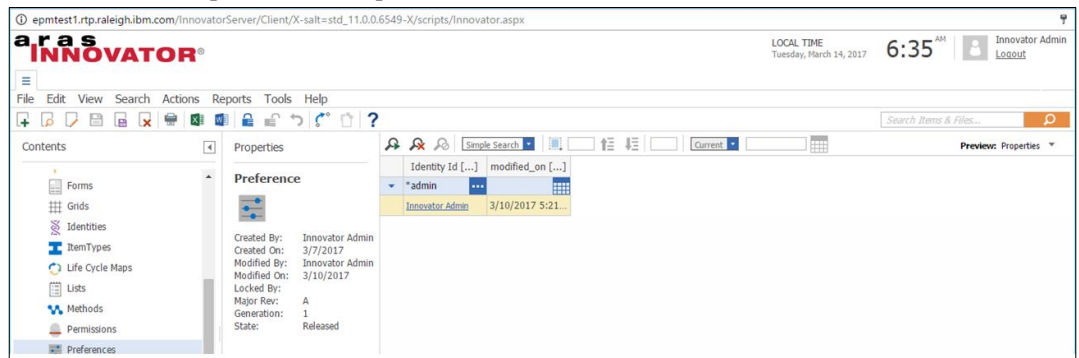 epmtest1.rtp.raleigh.ibm.com/InnovatorServer/Client/X-salt=std_11.0.0.6549-X/scripts/Innovator.aspx
aras
INNOVATOR®
LOCAL TIME
Tuesday, March 14, 2017
6:35 AM
Innovator Admin
Logout
File Edit View Search Actions Reports Tools Help
Search Items & Files...
Contents
Forms
Grids
Identities
ItemTypes
Life Cycle Maps
Lists
Methods
Permissions
Preferences
Properties
Preference
Created By: Innovator Admin
Created On: 3/7/2017
Modified By: Innovator Admin
Modified On: 3/10/2017
Locked By:
Major Rev: A
Generation: 1
State: Released
Simple Search
Current
Preview: Properties
Identity Id [...] modified_on [...]
*admin
Innovator Admin 3/10/2017 5:21...